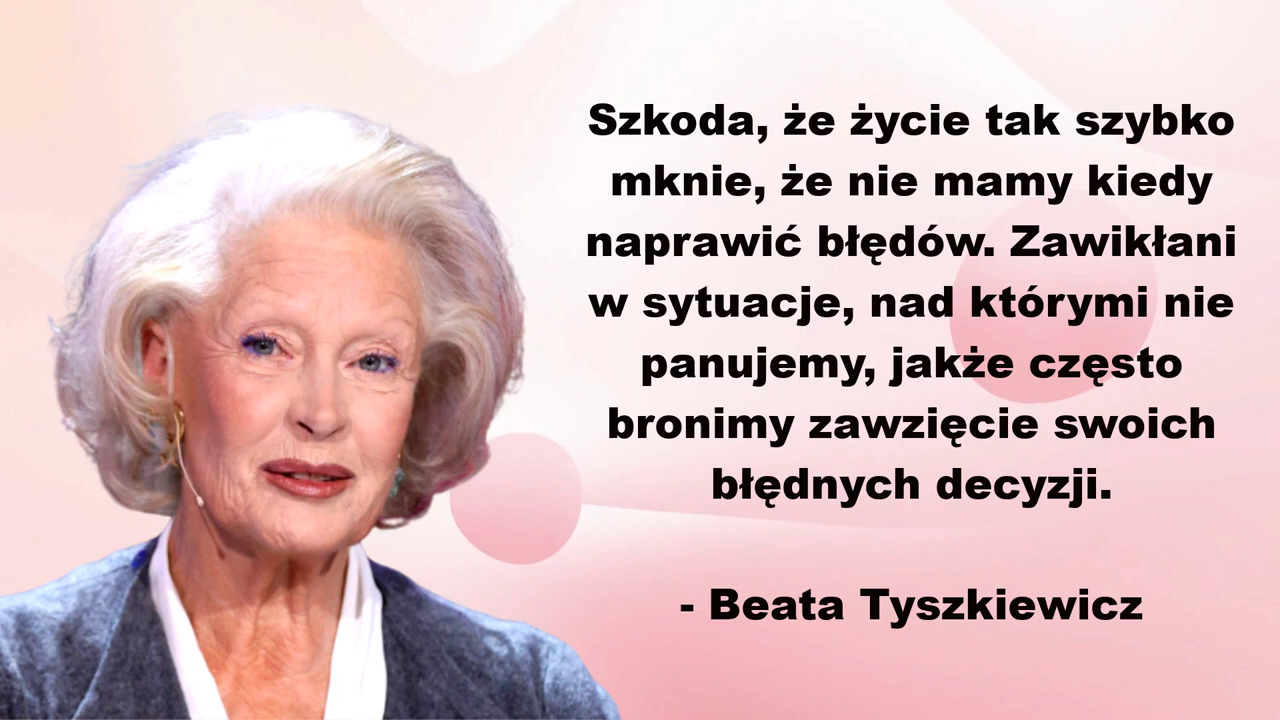 Szkoda, że życie tak szybko
mknie, że nie mamy kiedy
naprawić błędów. Zawikłani
w sytuacje, nad którymi nie
panujemy, jakże często
bronimy zawzięcie swoich
błędnych decyzji.
- Beata Tyszkiewicz